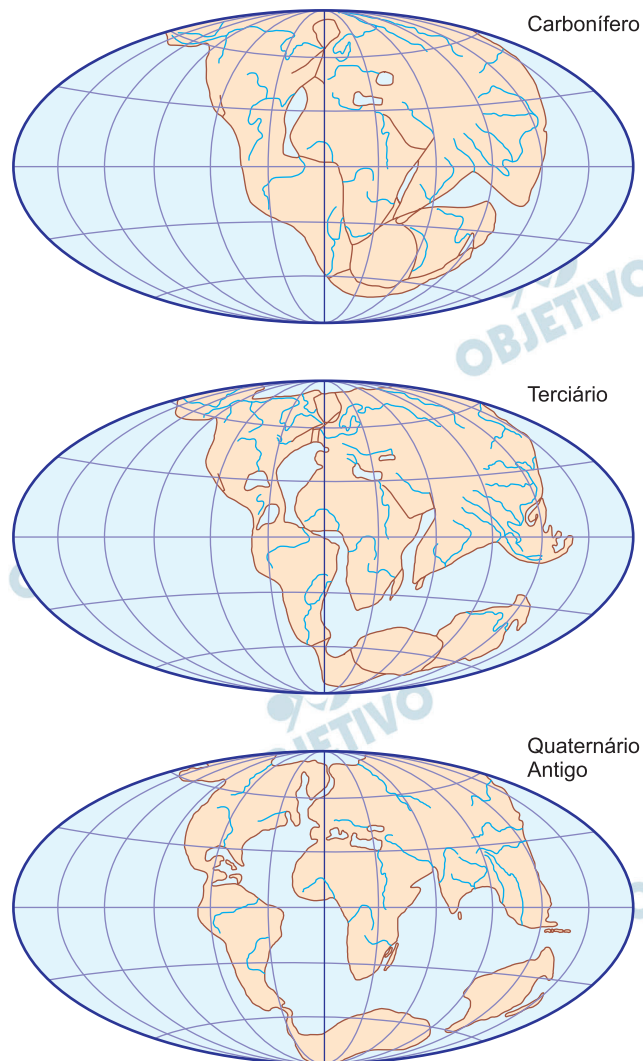 Carbonífero
OBJETIVO
Terciário
OBJETIVO
Quaternário
Antigo